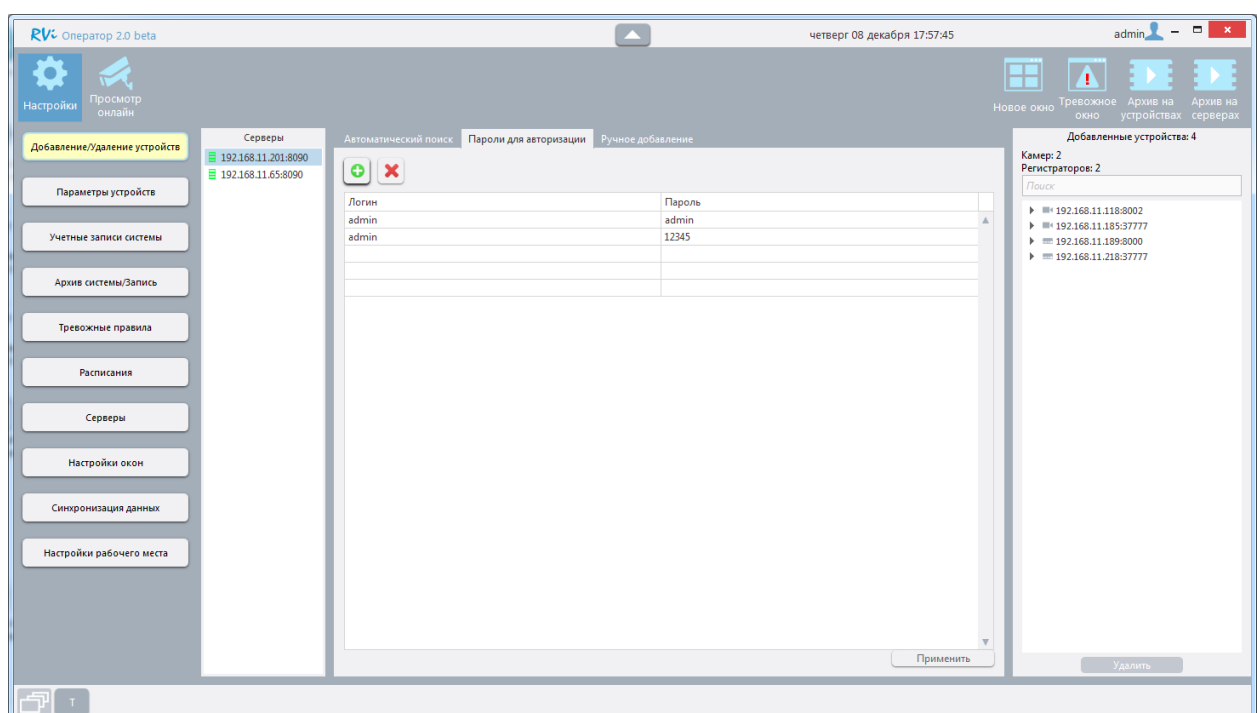 RVi Оператор 2.0 beta
четверг 08 декабря 17:57:45
admin
Настройки
Просмотр
онлайн
Новое окно
Тревожное
окно
Архив на
устройствах
Архив на
серверах
Добавление/Удаление устройств
Параметры устройств
Учетные записи системы
Архив системы/Запись
Тревожные правила
Расписания
Серверы
Настройки окон
Синхронизация данных
Настройки рабочего места
Серверы
192.168.11.201:8090
192.168.11.65:8090
Автоматический поиск
Пароли для авторизации
Ручное добавление
Логин Пароль
admin admin
admin 12345
Применить
Добавленные устройства: 4
Камер: 2
Регистраторов: 2
Поиск
192.168.11.118:8002
192.168.11.185:37777
192.168.11.189:8000
192.168.11.218:37777
Удалить
T